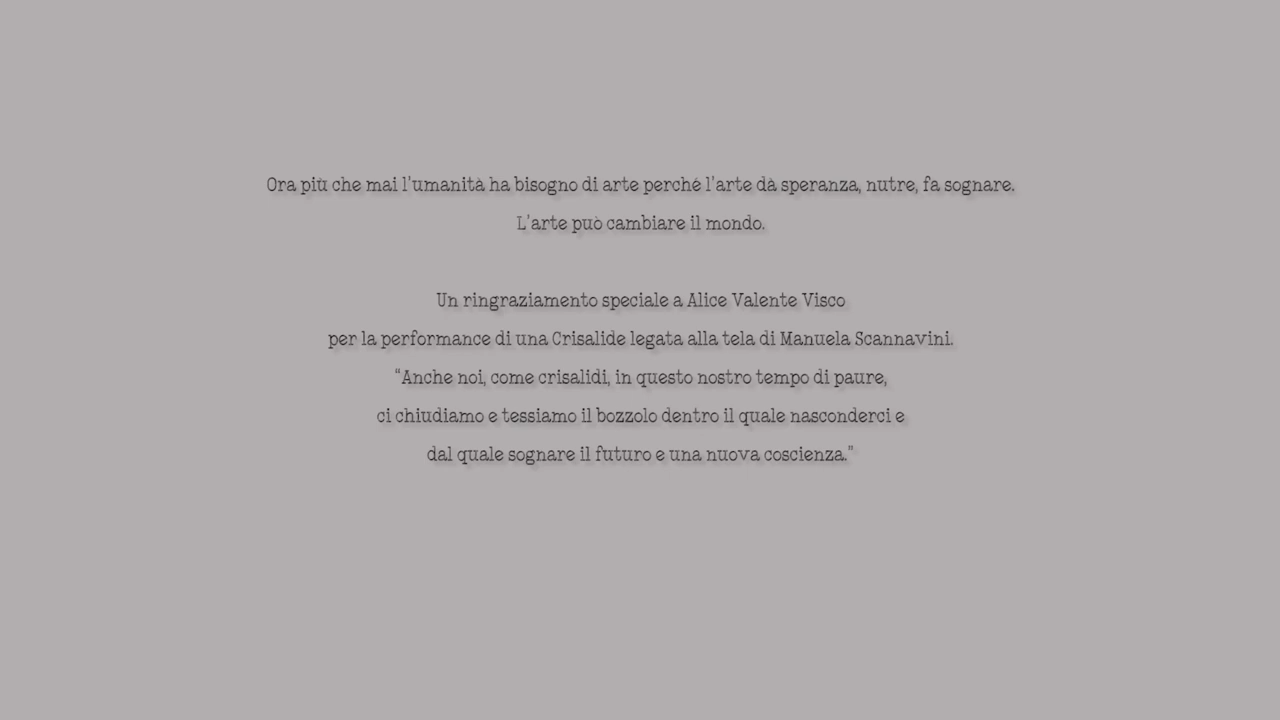 Ora più che mai l'umanità ha bisogno di arte perché l'arte dà speranza, nutre, fa sognare.
L'arte può cambiare il mondo.
Un ringraziamento speciale a Alice Valente Visco
per la performance di una Crisalide legata alla tela di Manuela Scannavini.
“Anche noi, come crisalidi, in questo nostro tempo di paure,
ci chiudiamo e tessiamo il bozzolo dentro il quale nasconderci e
dal quale sognare il futuro e una nuova coscienza.”